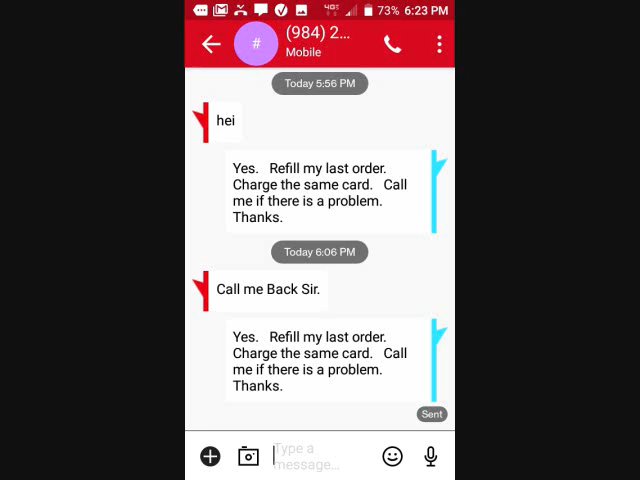 4G
73% 6:23 PM
#
(984) 2...
Mobile
Today 5:56 PM
hei
Yes. Refill my last order.
Charge the same card. Call
me if there is a problem.
Thanks.
Today 6:06 PM
Call me Back Sir.
Yes. Refill my last order.
Charge the same card. Call
me if there is a problem.
Thanks.
Sent
Type a
message...